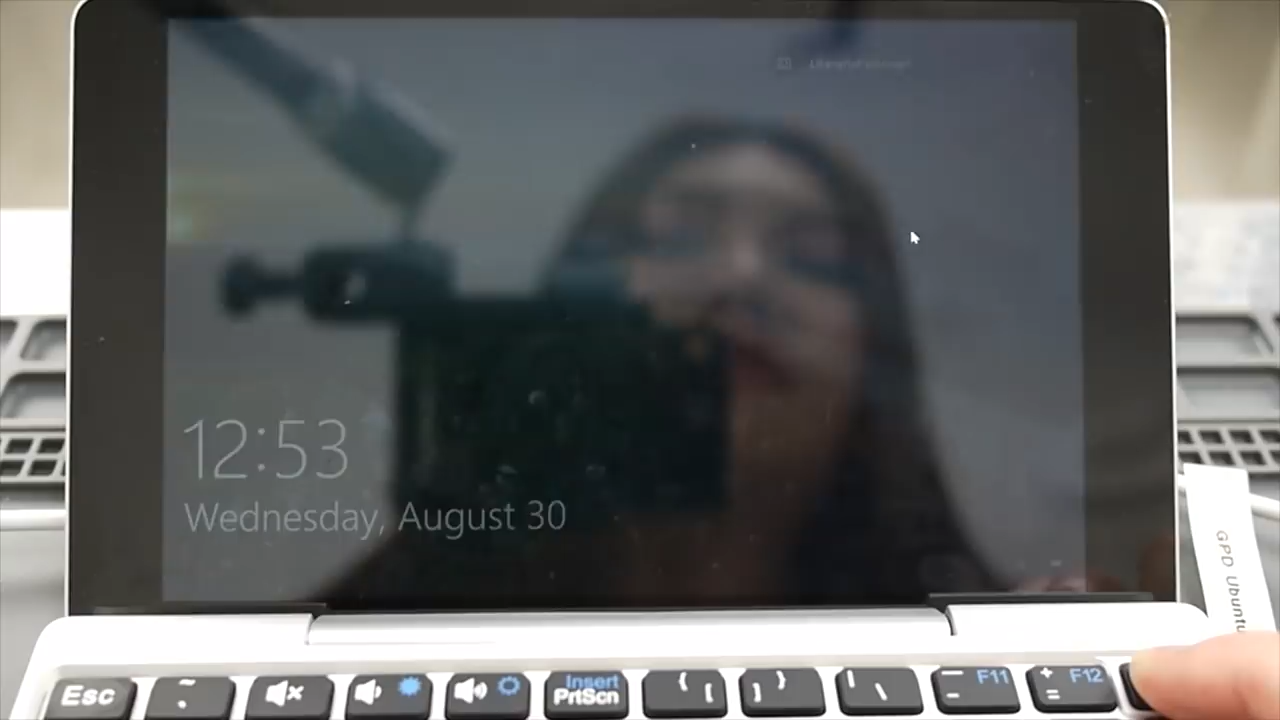 12:53
Wednesday, August 30
GPD Ubuntu
Esc
~
Insert
PrtScn
{ [
} ]
| \
— F11
-
+ F12
=